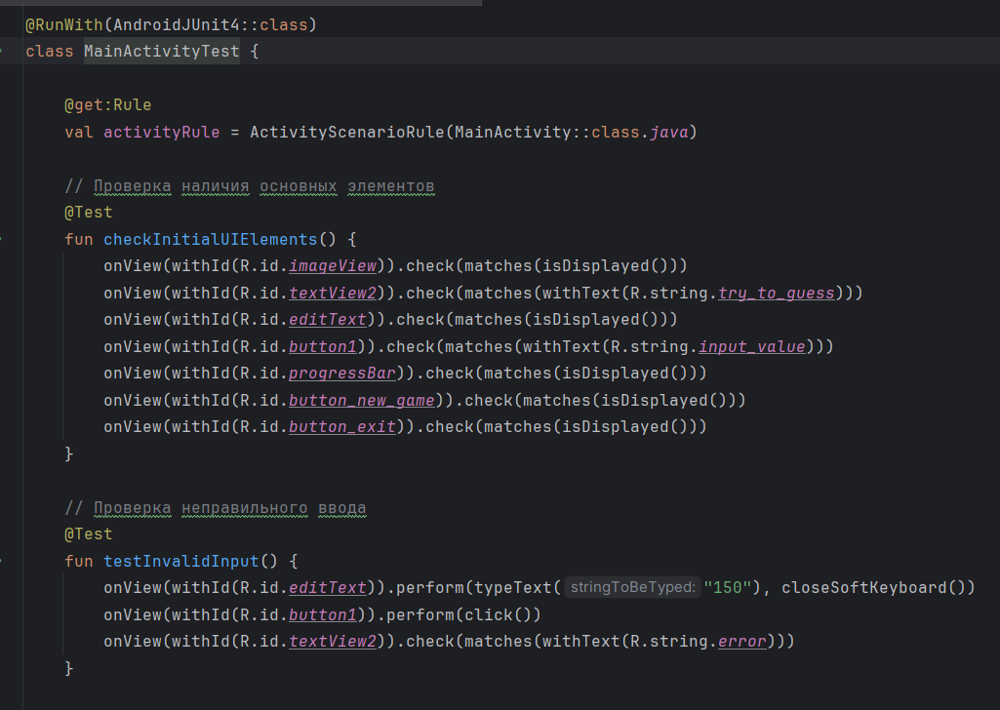 @RunWith(AndroidJUnit4::class)
class MainActivityTest {
@get:Rule
val activityRule = ActivityScenarioRule(MainActivity::class.java)
// Проверка наличия основных элементов
@Test
fun checkInitialUIElements() {
onView(withId(R.id.imageView)).check(matches(isDisplayed()))
onView(withId(R.id.textView2)).check(matches(withText(R.string.try_to_guess)))
onView(withId(R.id.editText)).check(matches(isDisplayed()))
onView(withId(R.id.button1)).check(matches(withText(R.string.input_value)))
onView(withId(R.id.progressBar)).check(matches(isDisplayed()))
onView(withId(R.id.button_new_game)).check(matches(isDisplayed()))
onView(withId(R.id.button_exit)).check(matches(isDisplayed()))
}
// Проверка неправильного ввода
@Test
fun testInvalidInput() {
onView(withId(R.id.editText)).perform(typeText( stringToBeTyped: "150"), closeSoftKeyboard())
onView(withId(R.id.button1)).perform(click())
onView(withId(R.id.textView2)).check(matches(withText(R.string.error)))
}